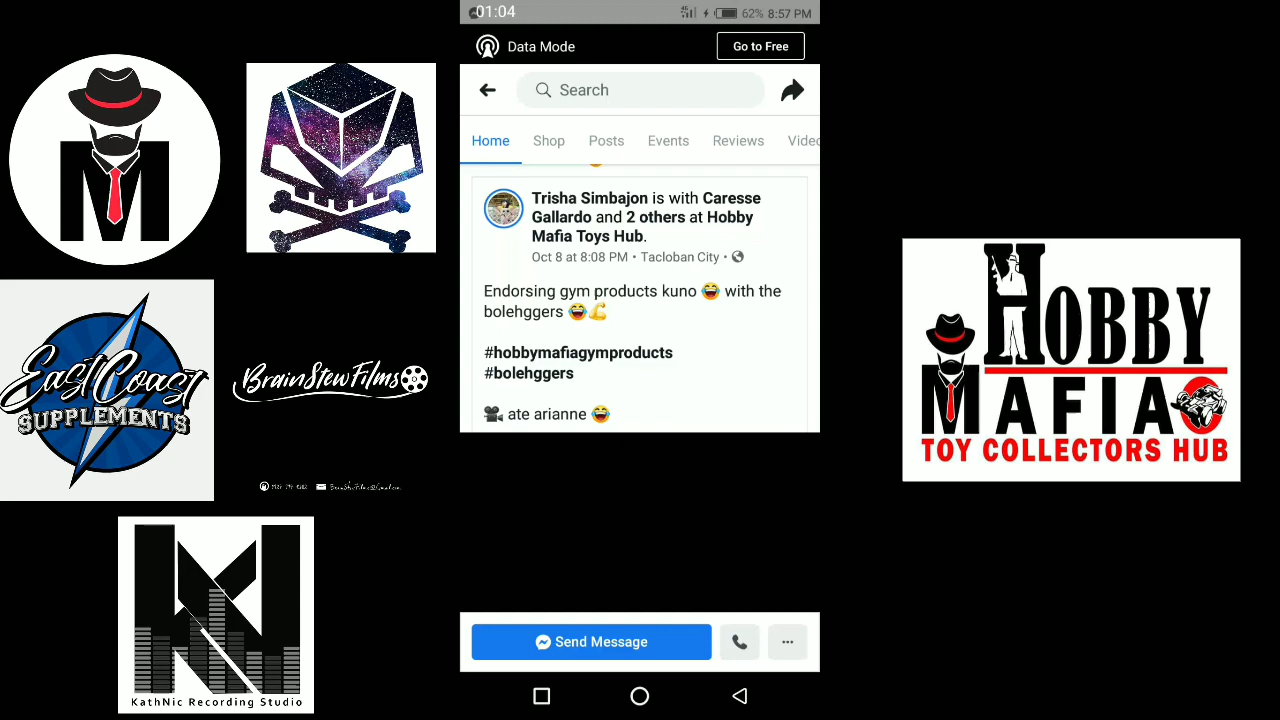 M
East Coast
SUPPLEMENTS
BrainStewFilms
KN
KathNic Recording Studio
01:04
4G
62% 8:57 PM
Data Mode
Go to Free
Search
Home Shop Posts Events Reviews Video
Trisha Simbajon is with Caresse
Gallardo and 2 others at Hobby
Mafia Toys Hub.
Oct 8 at 8:08 PM • Tacloban City •
Endorsing gym products kuno 😂 with the
bolehggers 😂💪
#hobbymafiagymproducts
#bolehggers
🎥 ate arianne 😂
Send Message
HOBBY
MAFIA
TOY COLLECTORS HUB